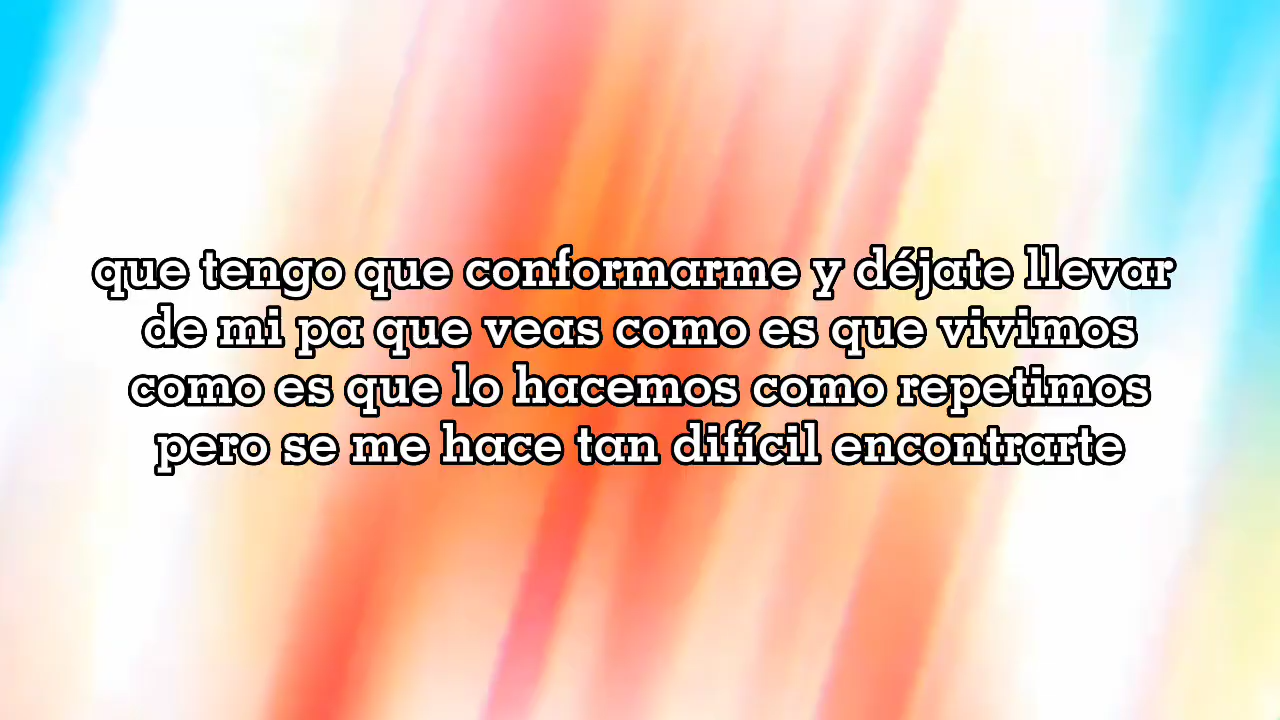 que tengo que conformarme y déjate llevar
de mi pa que veas como es que vivimos
como es que lo hacemos como repetimos
pero se me hace tan difícil encontrarte